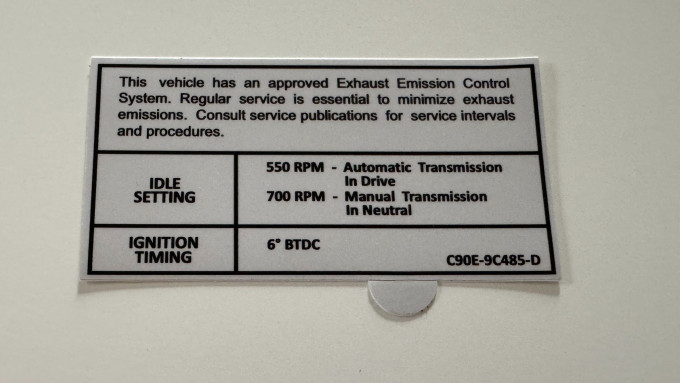 This vehicle has an approved Exhaust Emission Control
System. Regular service is essential to minimize exhaust
emissions. Consult service publications for service intervals
and procedures.
IDLE
SETTING
550 RPM - Automatic Transmission
In Drive
700 RPM - Manual Transmission
In Neutral
IGNITION
TIMING
6° BTDC
C90E-9C485-D